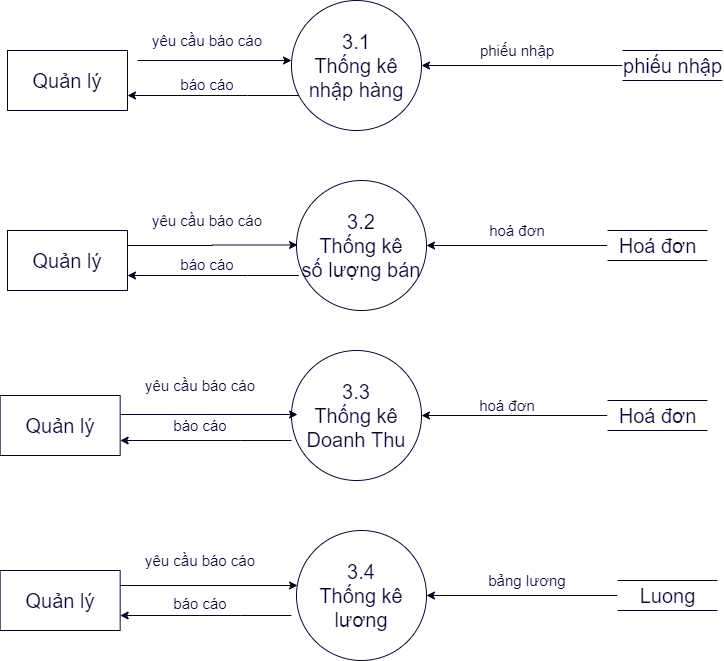 yêu cầu báo cáo
Quản lý
báo cáo
3.1
Thống kê
nhập hàng
phiếu nhập
phiếu nhập
yêu cầu báo cáo
Quản lý
báo cáo
3.2
Thống kê
số lượng bán
hoá đơn
Hoá đơn
yêu cầu báo cáo
Quản lý
báo cáo
3.3
Thống kê
Doanh Thu
hoá đơn
Hoá đơn
yêu cầu báo cáo
Quản lý
báo cáo
3.4
Thống kê
lương
bảng lương
Luong